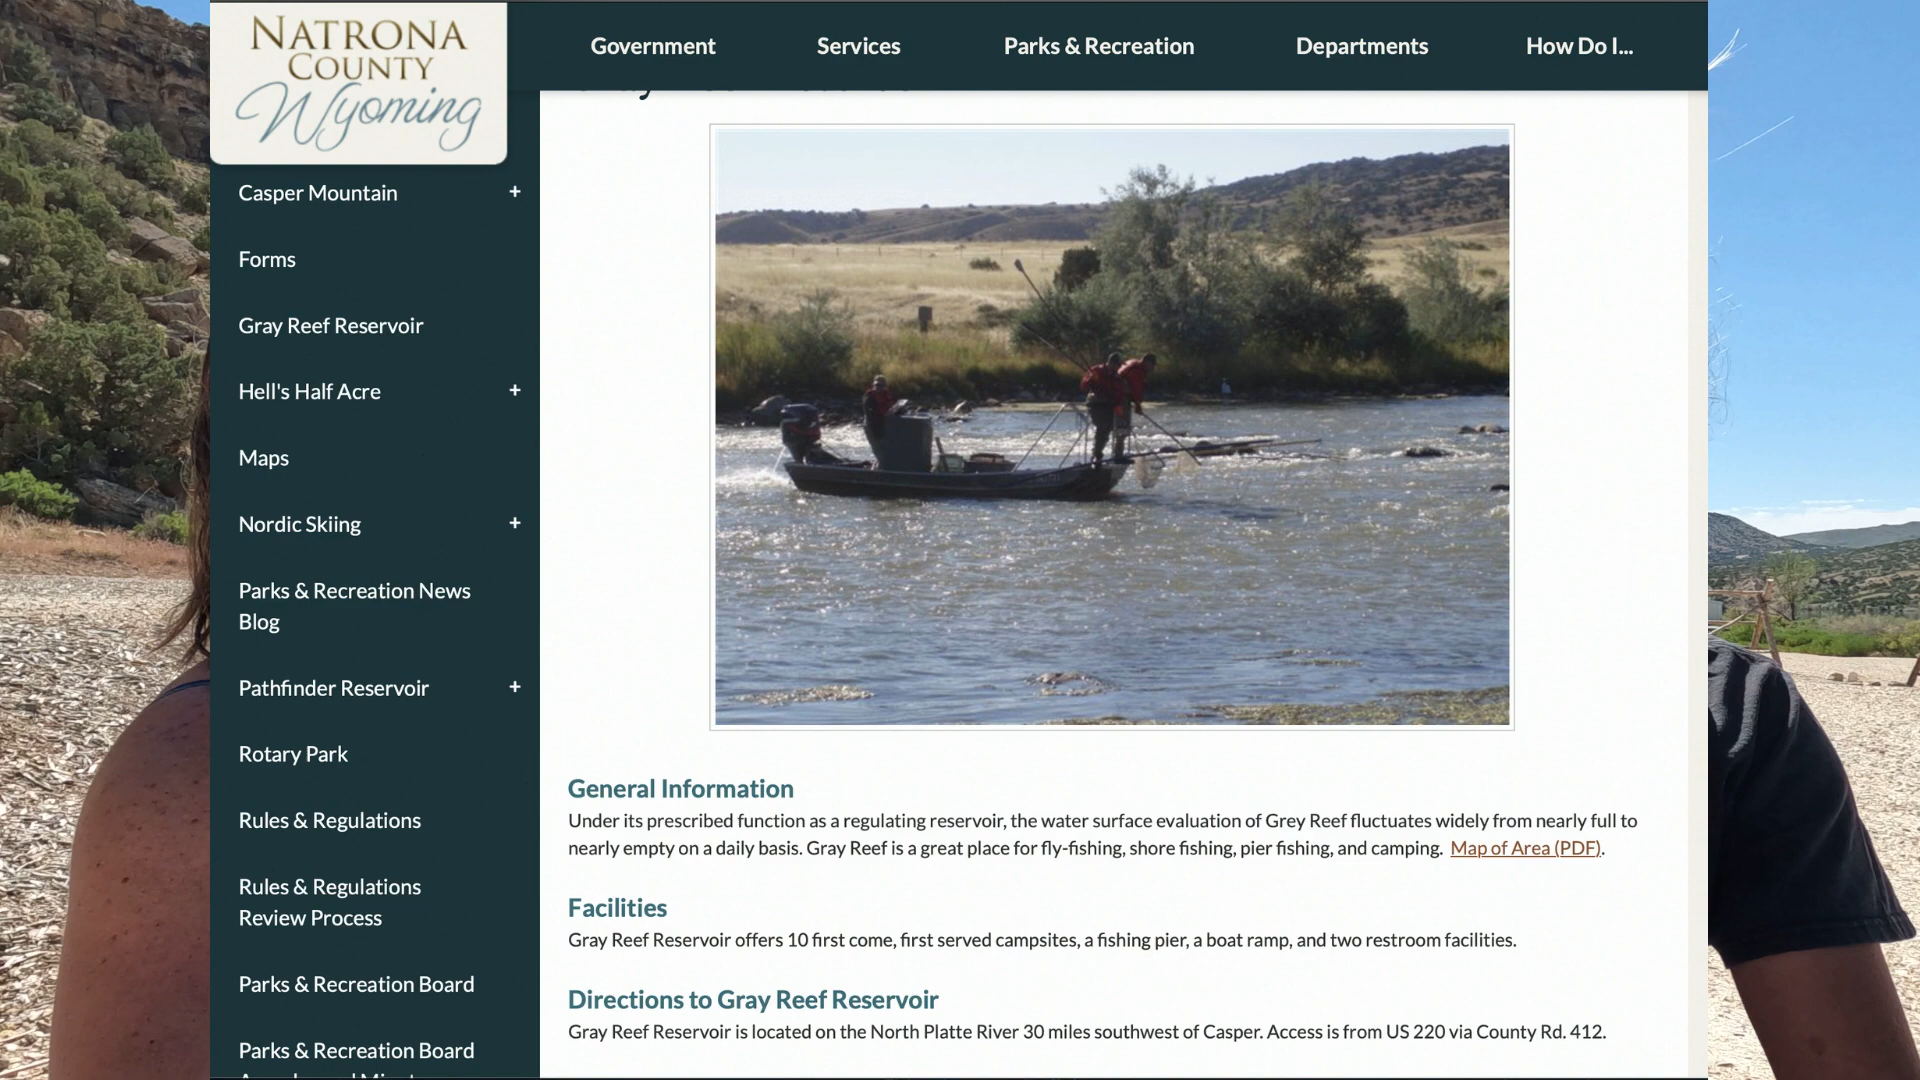 NATRONA
COUNTY
Wyoming
Government
Services
Parks & Recreation
Departments
How Do I...
Casper Mountain +
Forms
Gray Reef Reservoir
Hell's Half Acre +
Maps
Nordic Skiing +
Parks & Recreation News
Blog
Pathfinder Reservoir +
Rotary Park
Rules & Regulations
Rules & Regulations
Review Process
Parks & Recreation Board
Parks & Recreation Board
General Information
Under its prescribed function as a regulating reservoir, the water surface evaluation of Grey Reef fluctuates widely from nearly full to
nearly empty on a daily basis. Gray Reef is a great place for fly-fishing, shore fishing, pier fishing, and camping. Map of Area (PDF).
Facilities
Gray Reef Reservoir offers 10 first come, first served campsites, a fishing pier, a boat ramp, and two restroom facilities.
Directions to Gray Reef Reservoir
Gray Reef Reservoir is located on the North Platte River 30 miles southwest of Casper. Access is from US 220 via County Rd. 412.